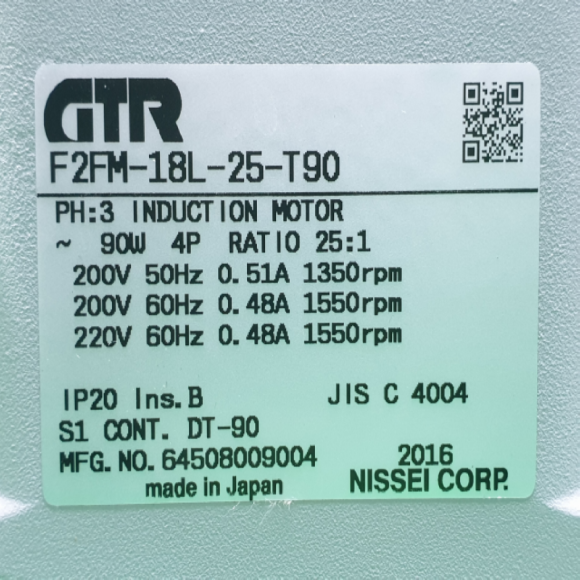 GTR
F2FM-18L-25-T90
PH:3 INDUCTION MOTOR
~ 90W 4P RATIO 25:1
200V 50Hz 0.51A 1350rpm
200V 60Hz 0.48A 1550rpm
220V 60Hz 0.48A 1550rpm
IP20 Ins.B JIS C 4004
S1 CONT. DT-90
MFG.NO.64508009004 2016
made in Japan NISSEI CORP.